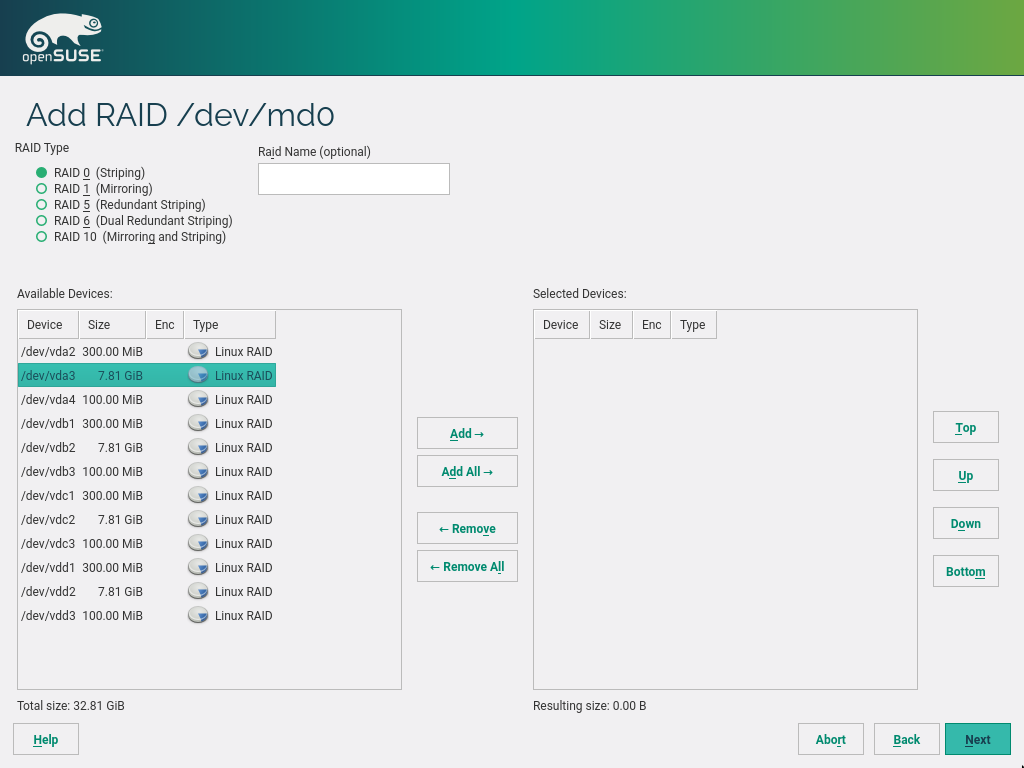 openSUSE
Add RAID /dev/md0
RAID Type
Raid Name (optional)
RAID 0 (Striping)
RAID 1 (Mirroring)
RAID 5 (Redundant Striping)
RAID 6 (Dual Redundant Striping)
RAID 10 (Mirroring and Striping)
Available Devices:
Device Size Enc Type
/dev/vda2 300.00 MiB Linux RAID
/dev/vda3 7.81 GiB Linux RAID
/dev/vda4 100.00 MiB Linux RAID
/dev/vdb1 300.00 MiB Linux RAID
/dev/vdb2 7.81 GiB Linux RAID
/dev/vdb3 100.00 MiB Linux RAID
/dev/vdc1 300.00 MiB Linux RAID
/dev/vdc2 7.81 GiB Linux RAID
/dev/vdc3 100.00 MiB Linux RAID
/dev/vdd1 300.00 MiB Linux RAID
/dev/vdd2 7.81 GiB Linux RAID
/dev/vdd3 100.00 MiB Linux RAID
Total size: 32.81 GiB
Add →
Add All →
← Remove
← Remove All
Selected Devices:
Device Size Enc Type
Resulting size: 0.00 B
Top
Up
Down
Bottom
Help
Abort
Back
Next